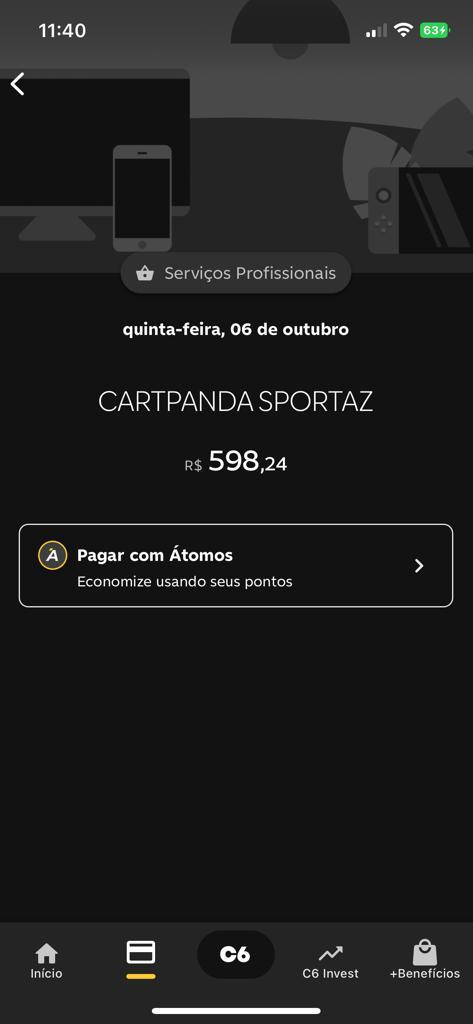 11:40
63
Serviços Profissionais
quinta-feira, 06 de outubro
CARTPANDA SPORTAZ
R$ 598,24
A
Pagar com Átomos
Economize usando seus pontos
C6
Início
C6 Invest
+Benefícios